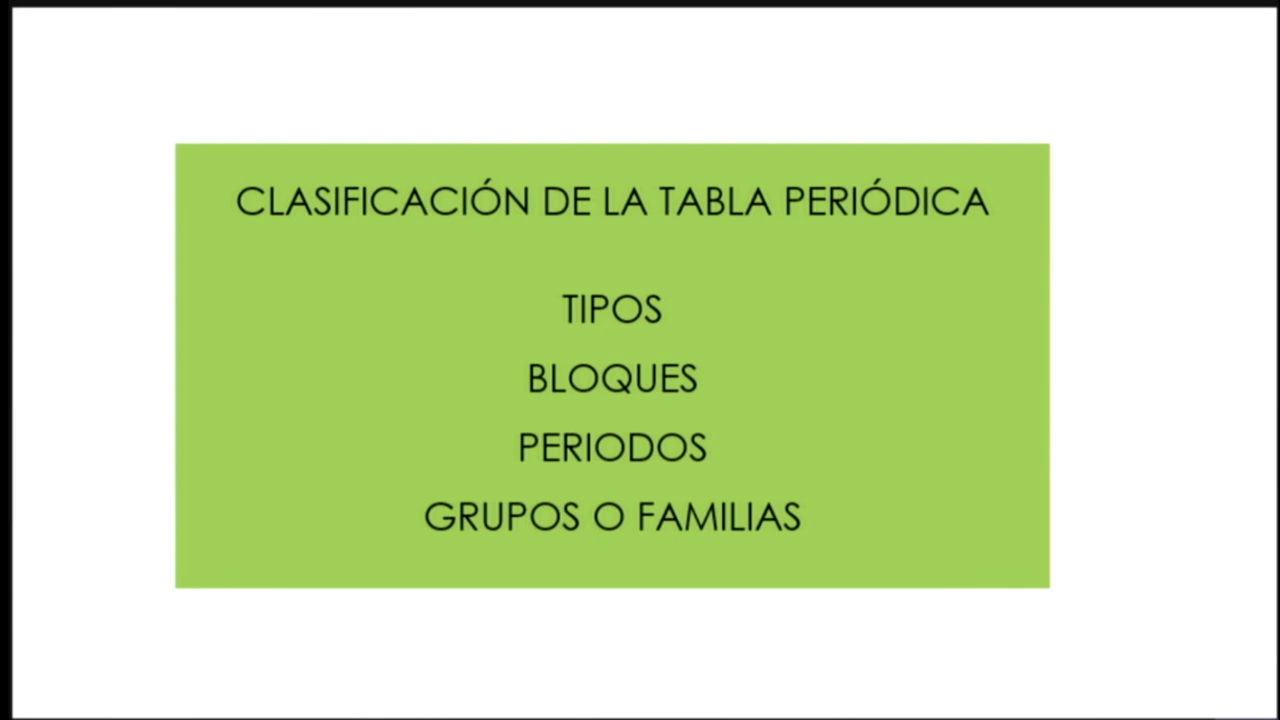 CLASIFICACIÓN DE LA TABLA PERIÓDICA
TIPOS
BLOQUES
PERIODOS
GRUPOS O FAMILIAS